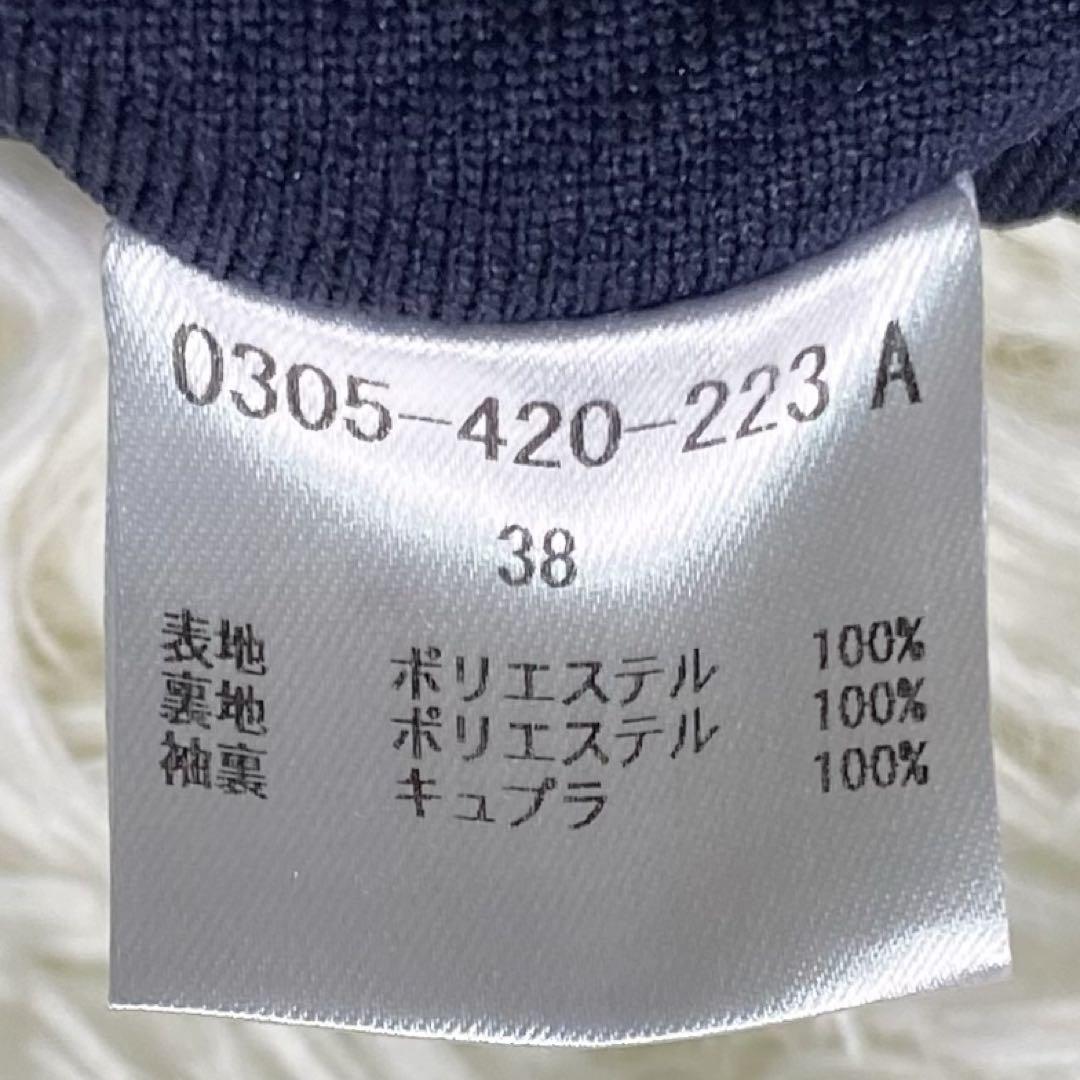 0305-420-223 A
38
表地 ポリエステル 100%
裏地 ポリエステル 100%
袖裏 キュプラ 100%